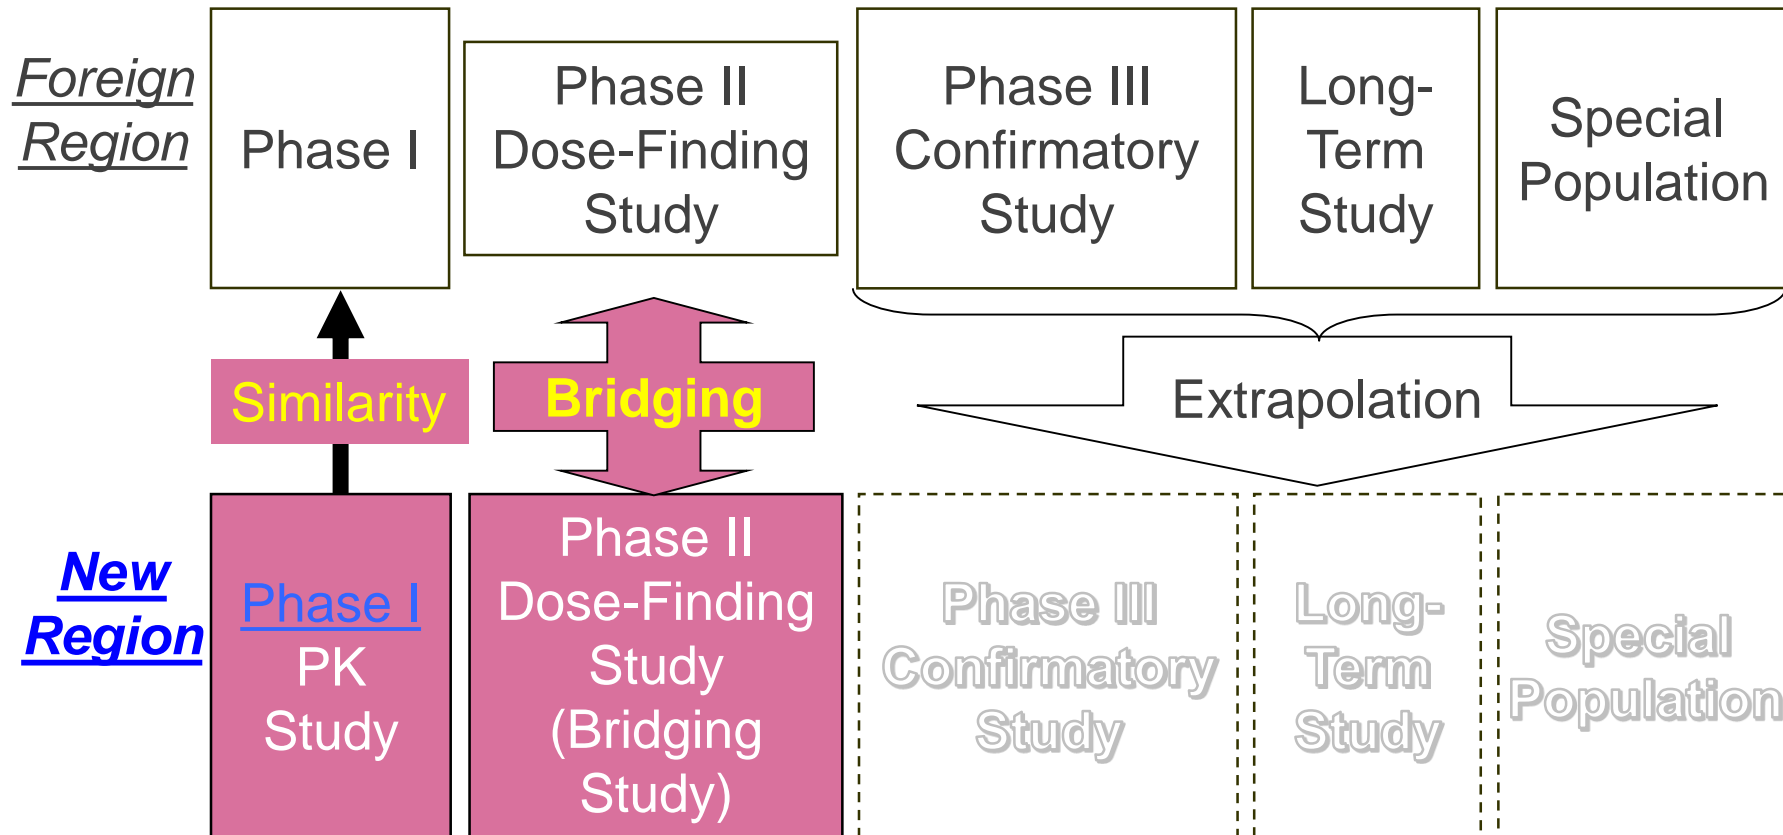 Foreign
Region
Phase I
Phase II
Dose-Finding
Study
Phase III
Confirmatory
Study
Long-
Term
Study
Special
Population
Similarity
Bridging
Extrapolation
New
Region
Phase I
PK
Study
Phase II
Dose-Finding
Study
(Bridging
Study)
Phase III
Confirmatory
Study
Long-
Term
Study
Special
Population